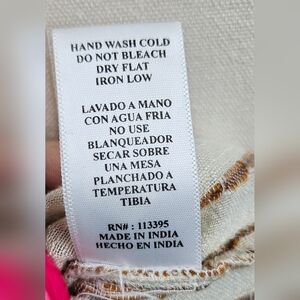 HAND WASH COLD
DO NOT BLEACH
DRY FLAT
IRON LOW
LAVADO A MANO
CON AGUA FRIA
NO USE
BLANQUEADOR
SECAR SOBRE
UNA MESA
PLANCHADO A
TEMPERATURA
TIBIA
RN# : 113395
MADE IN INDIA
HECHO EN INDIA